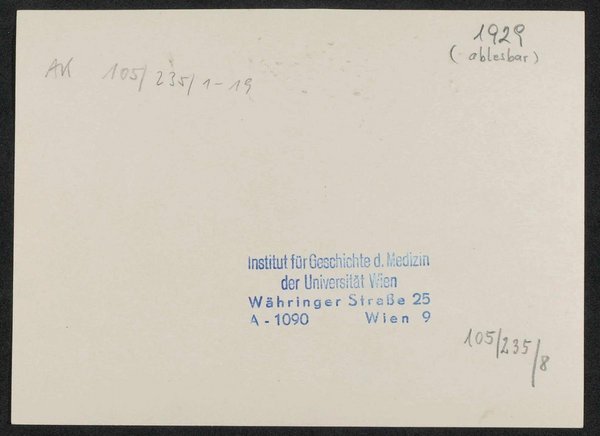 1929
(ablesbar)
AK 105/235/1-19
Institut für Geschichte d. Medizin
der Universität Wien
Währinger Straße 25
A - 1090 Wien 9
105/235/8